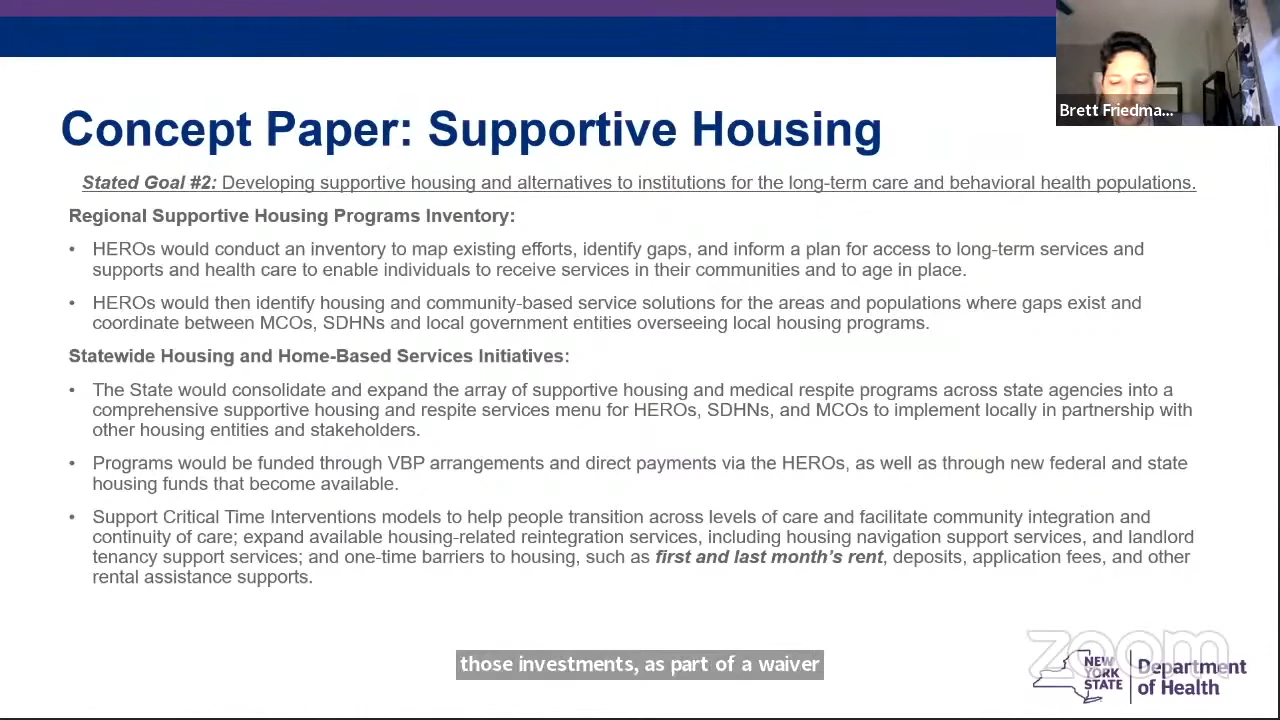 Brett Friedma...
Concept Paper: Supportive Housing
Stated Goal #2: Developing supportive housing and alternatives to institutions for the long-term care and behavioral health populations.
Regional Supportive Housing Programs Inventory:
• HEROs would conduct an inventory to map existing efforts, identify gaps, and inform a plan for access to long-term services and
supports and health care to enable individuals to receive services in their communities and to age in place.
• HEROs would then identify housing and community-based service solutions for the areas and populations where gaps exist and
coordinate between MCOs, SDHNs and local government entities overseeing local housing programs.
Statewide Housing and Home-Based Services Initiatives:
• The State would consolidate and expand the array of supportive housing and medical respite programs across state agencies into a
comprehensive supportive housing and respite services menu for HEROs, SDHNs, and MCOs to implement locally in partnership with
other housing entities and stakeholders.
• Programs would be funded through VBP arrangements and direct payments via the HEROs, as well as through new federal and state
housing funds that become available.
• Support Critical Time Interventions models to help people transition across levels of care and facilitate community integration and
continuity of care; expand available housing-related reintegration services, including housing navigation support services, and landlord
tenancy support services; and one-time barriers to housing, such as first and last month's rent, deposits, application fees, and other
rental assistance supports.
those investments, as part of a waiver
zoom
NEW
YORK
STATE
Department
of Health